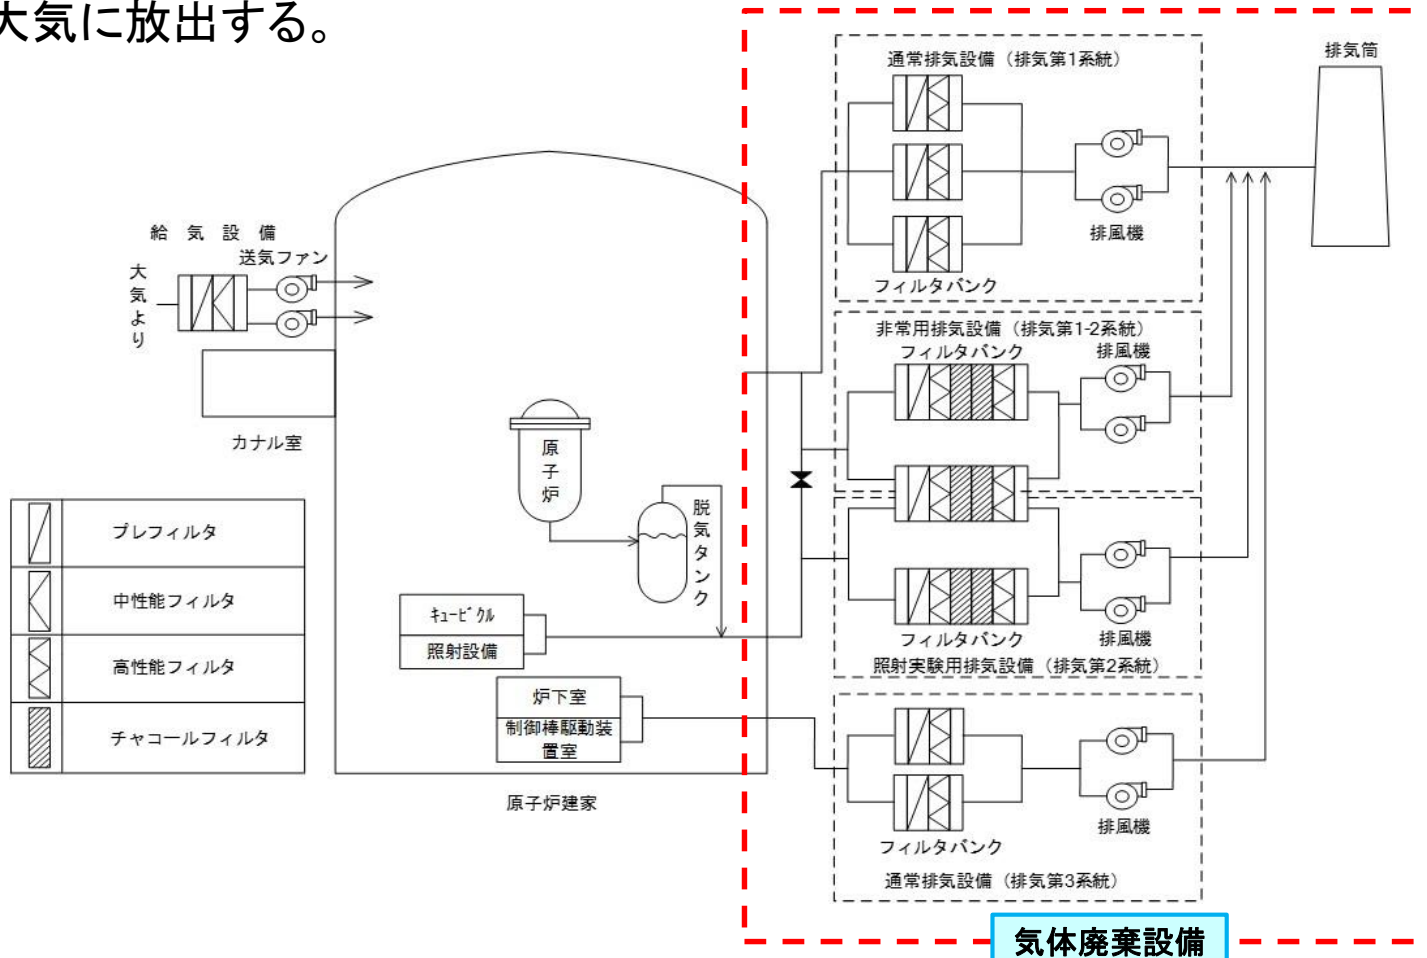 大気に放出する。
通常排気設備（排気第1系統）
排気筒
排風機
フィルタバンク
給気設備
送気ファン
大気より
カナル室
非常用排気設備（排気第1-2系統）
フィルタバンク
排風機
原子炉
脱気タンク
プレフィルタ
中性能フィルタ
高性能フィルタ
チャコールフィルタ
ｷｭｰﾋﾞｸﾙ
照射設備
フィルタバンク
排風機
照射実験用排気設備（排気第2系統）
炉下室
制御棒駆動装
置室
原子炉建家
排風機
フィルタバンク
通常排気設備（排気第3系統）
気体廃棄設備